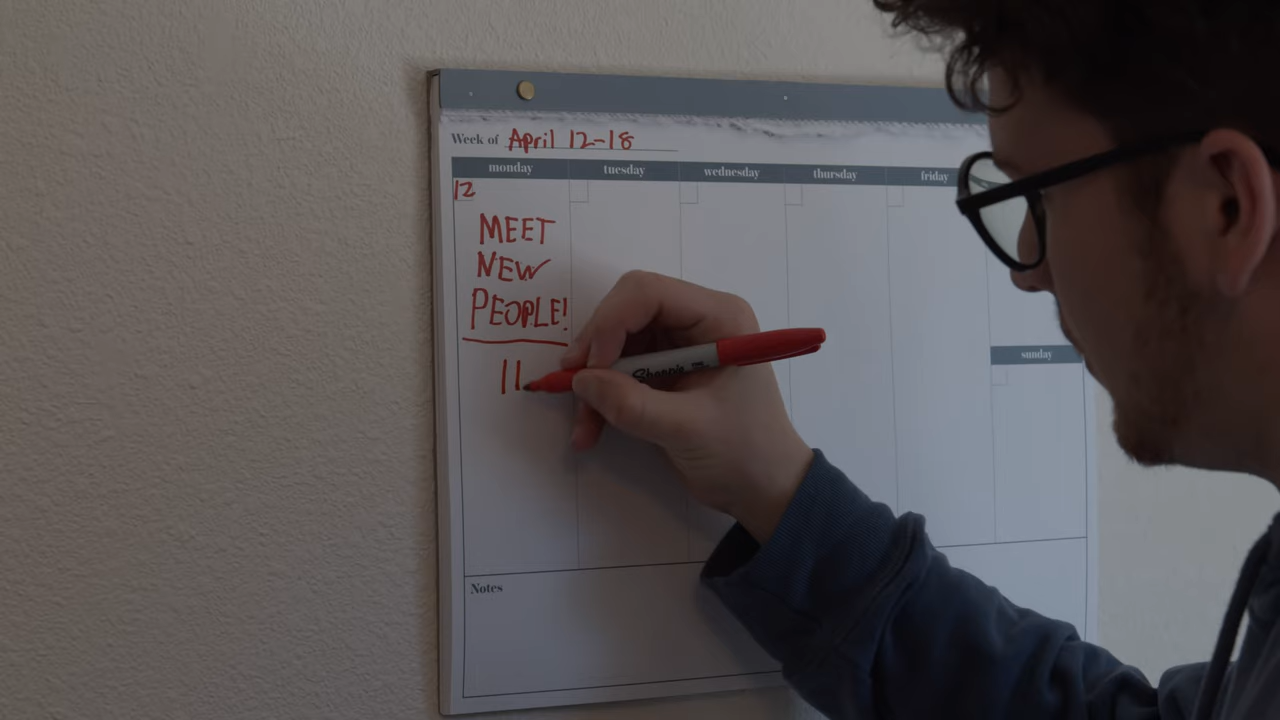 Week of April 12-18
monday tuesday wednesday thursday friday
12
MEET
NEW
PEOPLE!
11
Sharpie
sunday
Notes